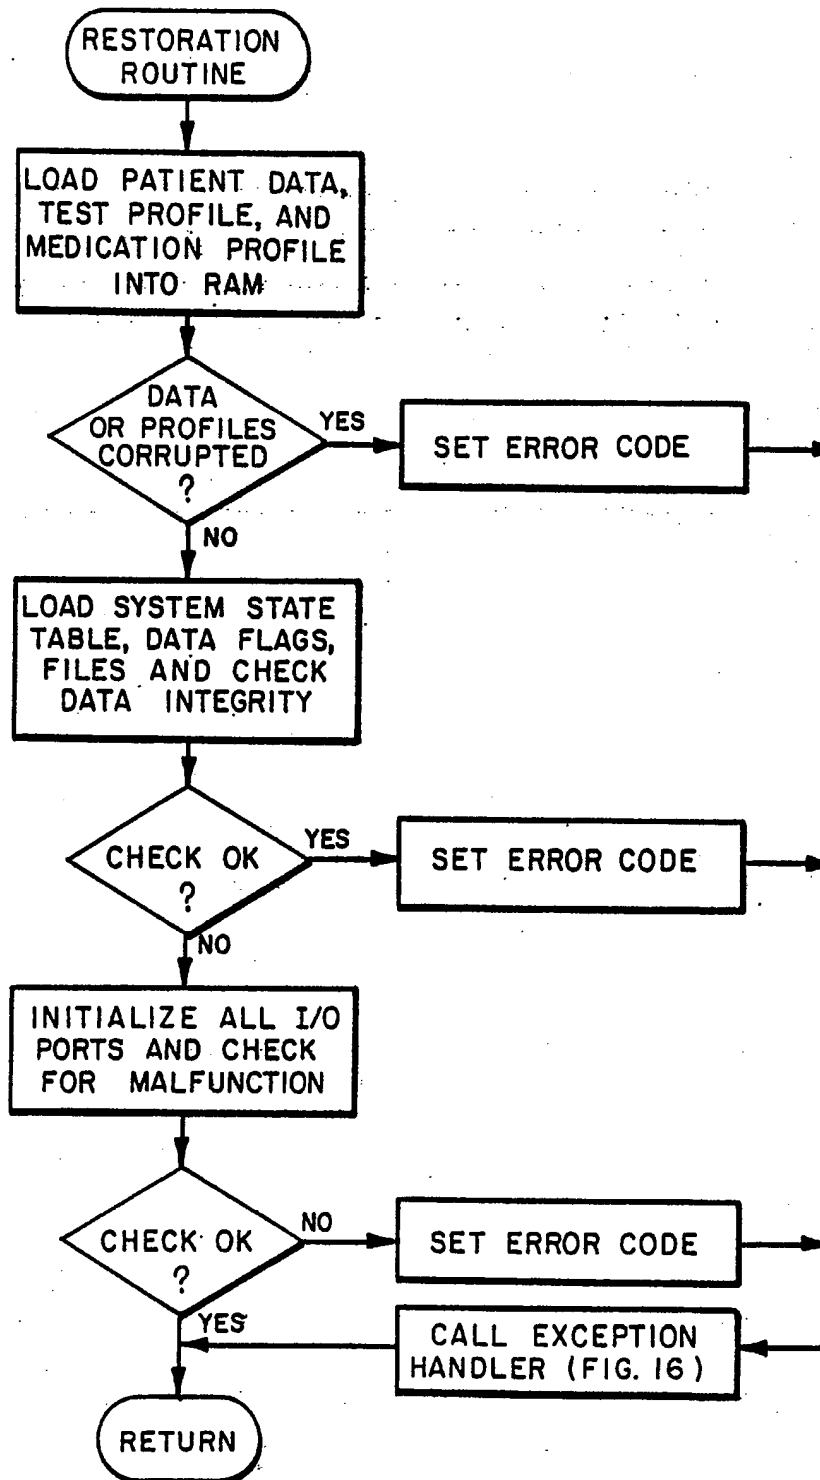 RESTORATION
ROUTINE
LOAD PATIENT DATA,
TEST PROFILE, AND
MEDICATION PROFILE
INTO RAM
DATA
OR PROFILES
CORRUPTED
?
YES
SET ERROR CODE
NO
LOAD SYSTEM STATE
TABLE, DATA FLAGS,
FILES AND CHECK
DATA INTEGRITY
CHECK OK
?
YES
SET ERROR CODE
NO
INITIALIZE ALL I/O
PORTS AND CHECK
FOR MALFUNCTION
CHECK OK
?
NO
SET ERROR CODE
YES
CALL EXCEPTION
HANDLER (FIG. 16)
RETURN